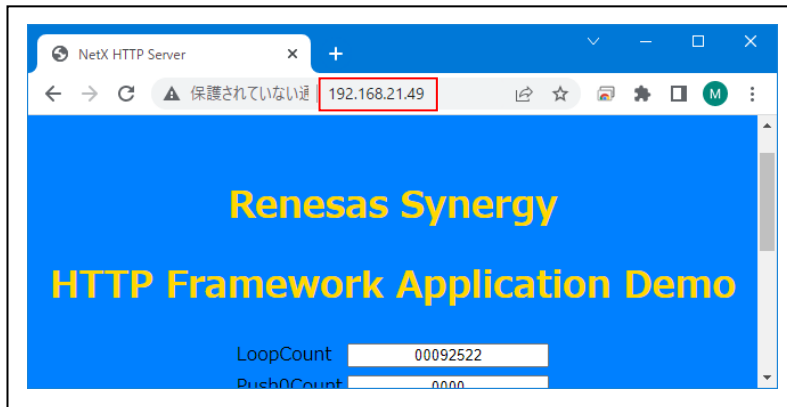 NetX HTTP Server
保護されていない通 192.168.21.49
M
Renesas Synergy
HTTP Framework Application Demo
LoopCount 00092522
Push0Count 0000